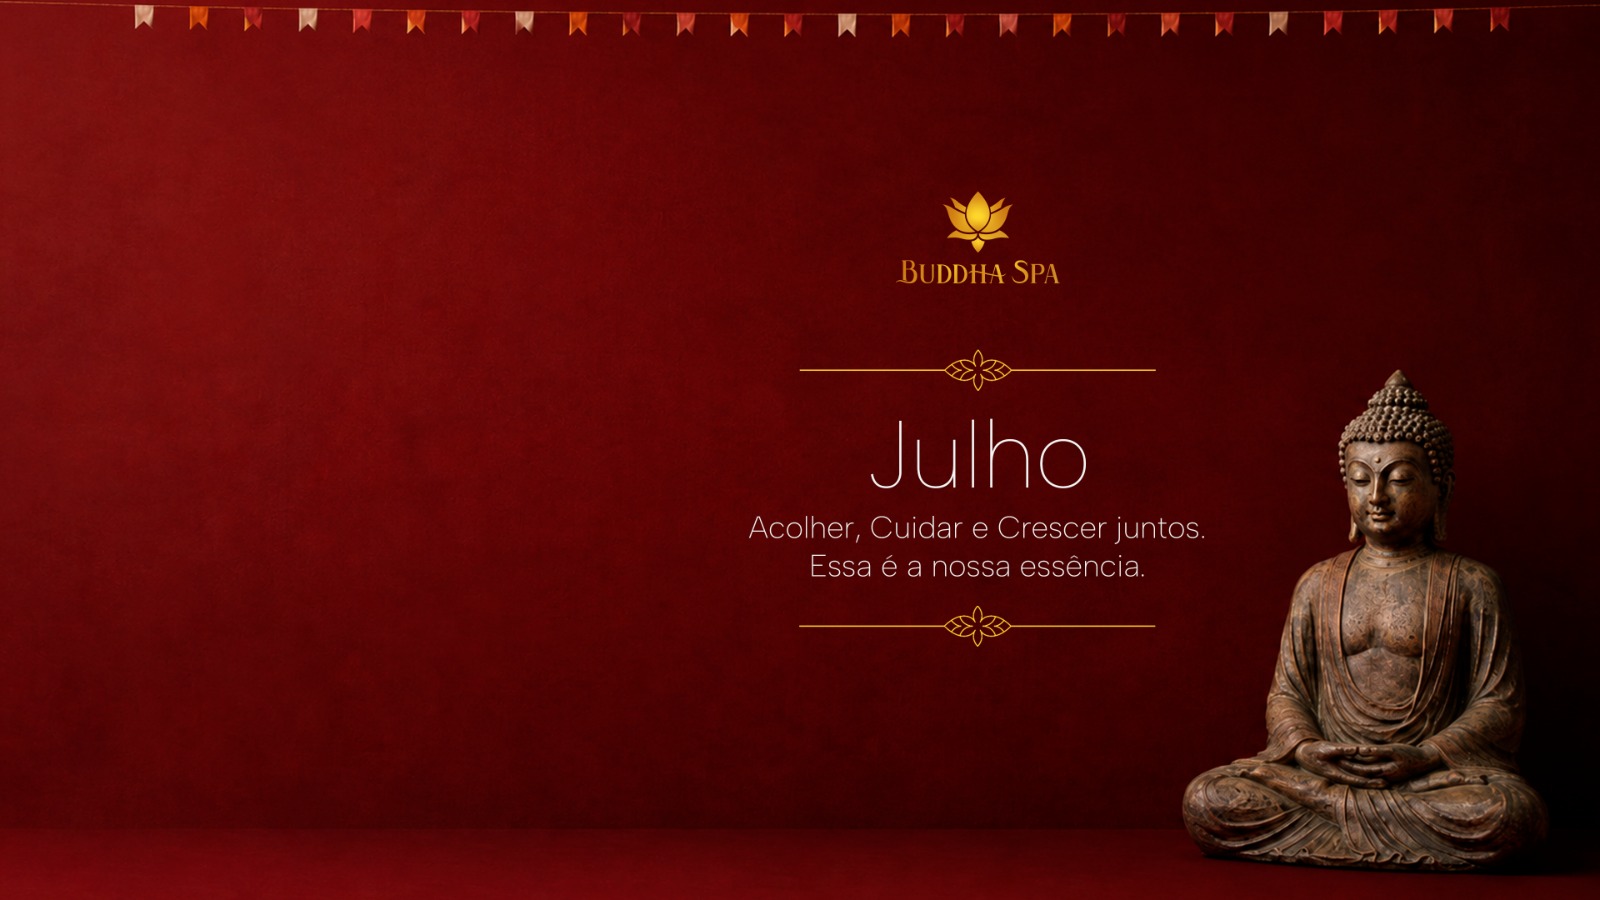 Buddha Spa
Julho
Acolher, Cuidar e Crescer juntos.
Essa é a nossa essência.